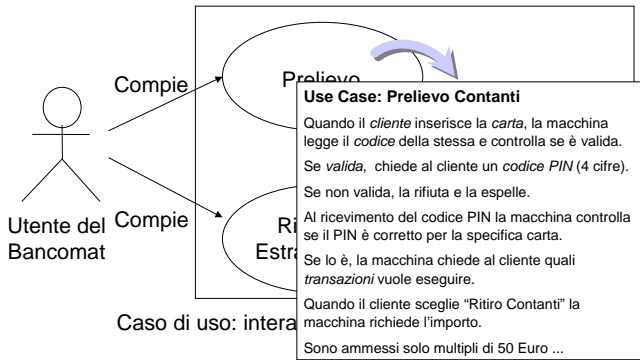 Compie
Prelievo
Utente del
Bancomat
Compie
Caso di uso:
Use Case: Prelievo Contanti
Quando il cliente inserisce la carta, la macchina
legge il codice della stessa e controlla se è valida.
Se valida, chiede al cliente un codice PIN (4 cifre).
Se non valida, la rifiuta e la espelle.
Al ricevimento del codice PIN la macchina controlla
se il PIN è corretto per la specifica carta.
Se lo è, la macchina chiede al cliente quali
transazioni vuole eseguire.
Quando il cliente sceglie “Ritiro Contanti” la
macchina richiede l’importo.
Sono ammessi solo multipli di 50 Euro ...